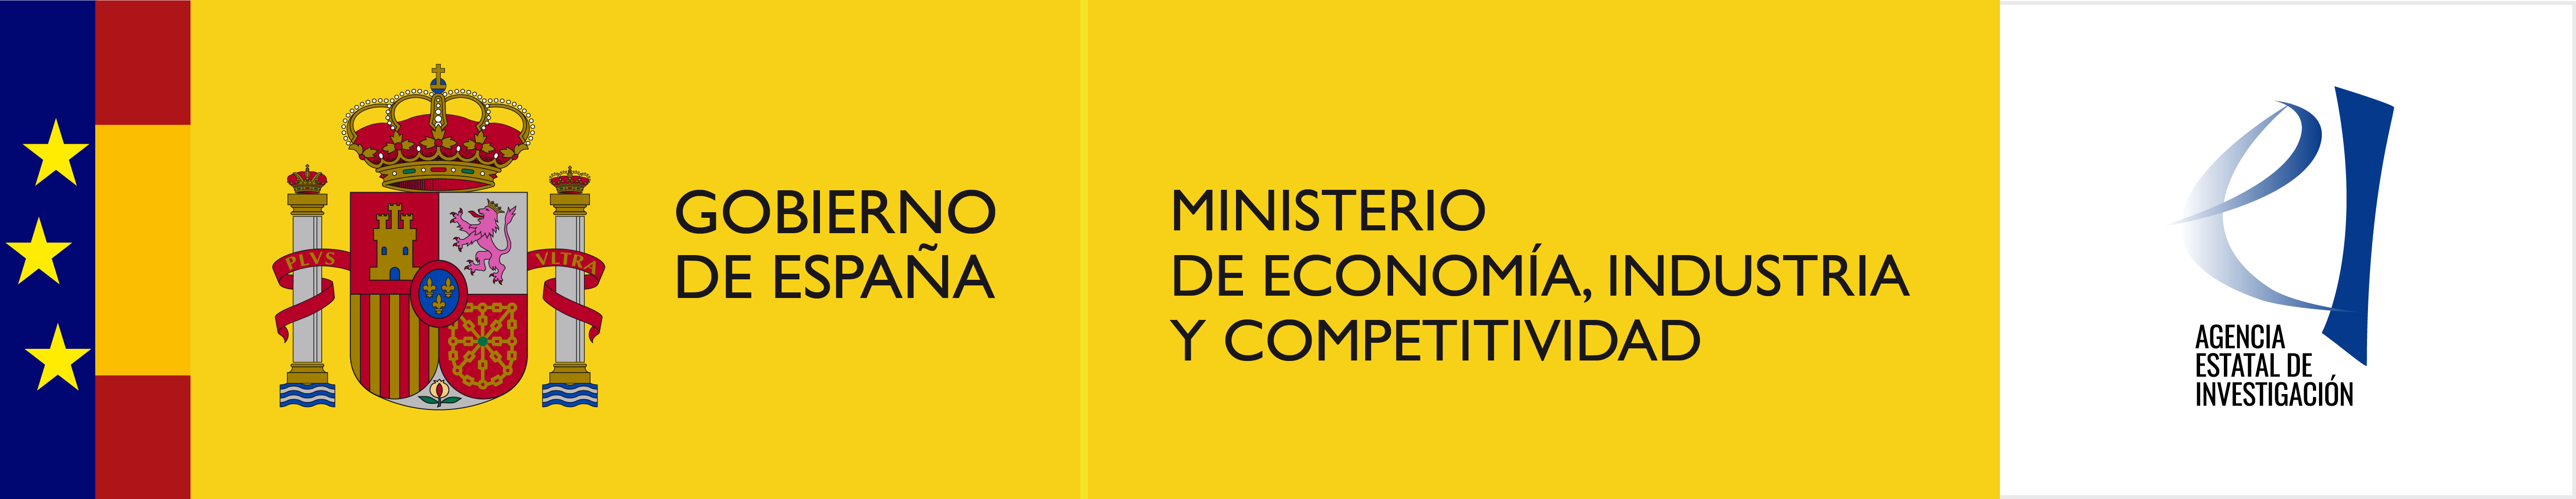 PLVS VLTRA
GOBIERNO
DE ESPAÑA
MINISTERIO
DE ECONOMÍA, INDUSTRIA
Y COMPETITIVIDAD
AGENCIA
ESTATAL DE
INVESTIGACIÓN